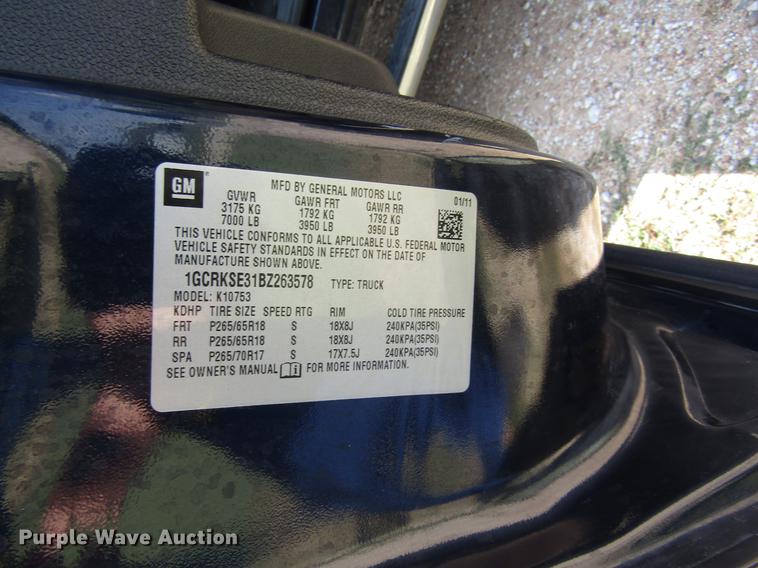 GM
MFD BY GENERAL MOTORS LLC
GVWR GAWR FRT GAWR RR 01/11
3175 KG 1792 KG 1792 KG
7000 LB 3950 LB 3950 LB
THIS VEHICLE CONFORMS TO ALL APPLICABLE U.S. FEDERAL MOTOR
VEHICLE SAFETY STANDARDS IN EFFECT ON THE DATE OF
MANUFACTURE SHOWN ABOVE.
1GCRKSE31BZ263578 TYPE: TRUCK
MODEL: K10753
KDHP TIRE SIZE SPEED RTG RIM COLD TIRE PRESSURE
FRT P265/65R18 S 18X8J 240KPA(35PSI)
RR P265/65R18 S 18X8J 240KPA(35PSI)
SPA P265/70R17 S 17X7.5J 240KPA(35PSI)
SEE OWNER'S MANUAL FOR MORE INFORMATION.
Purple Wave Auction